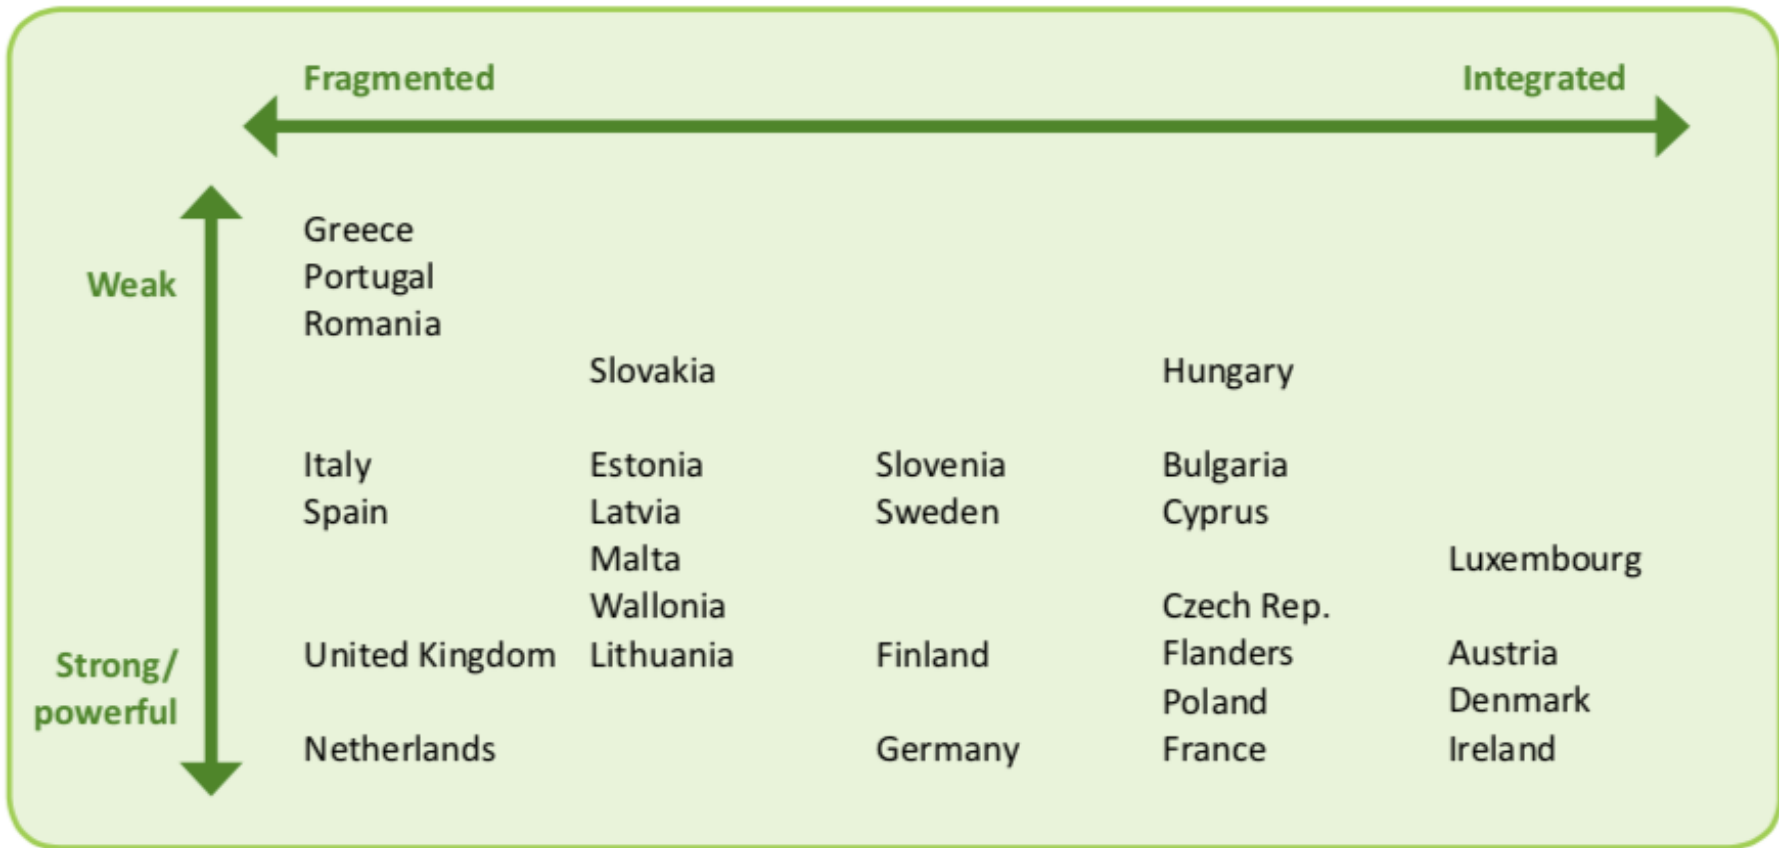 Fragmented Integrated
Greece
Weak Portugal
Romania
Slovakia Hungary
Italy Estonia Slovenia Bulgaria
Spain Latvia Sweden Cyprus
Malta Luxembourg
Wallonia Czech Rep.
Strong/ United Kingdom Lithuania Finland Flanders Austria
powerful Poland Denmark
Netherlands Germany France Ireland